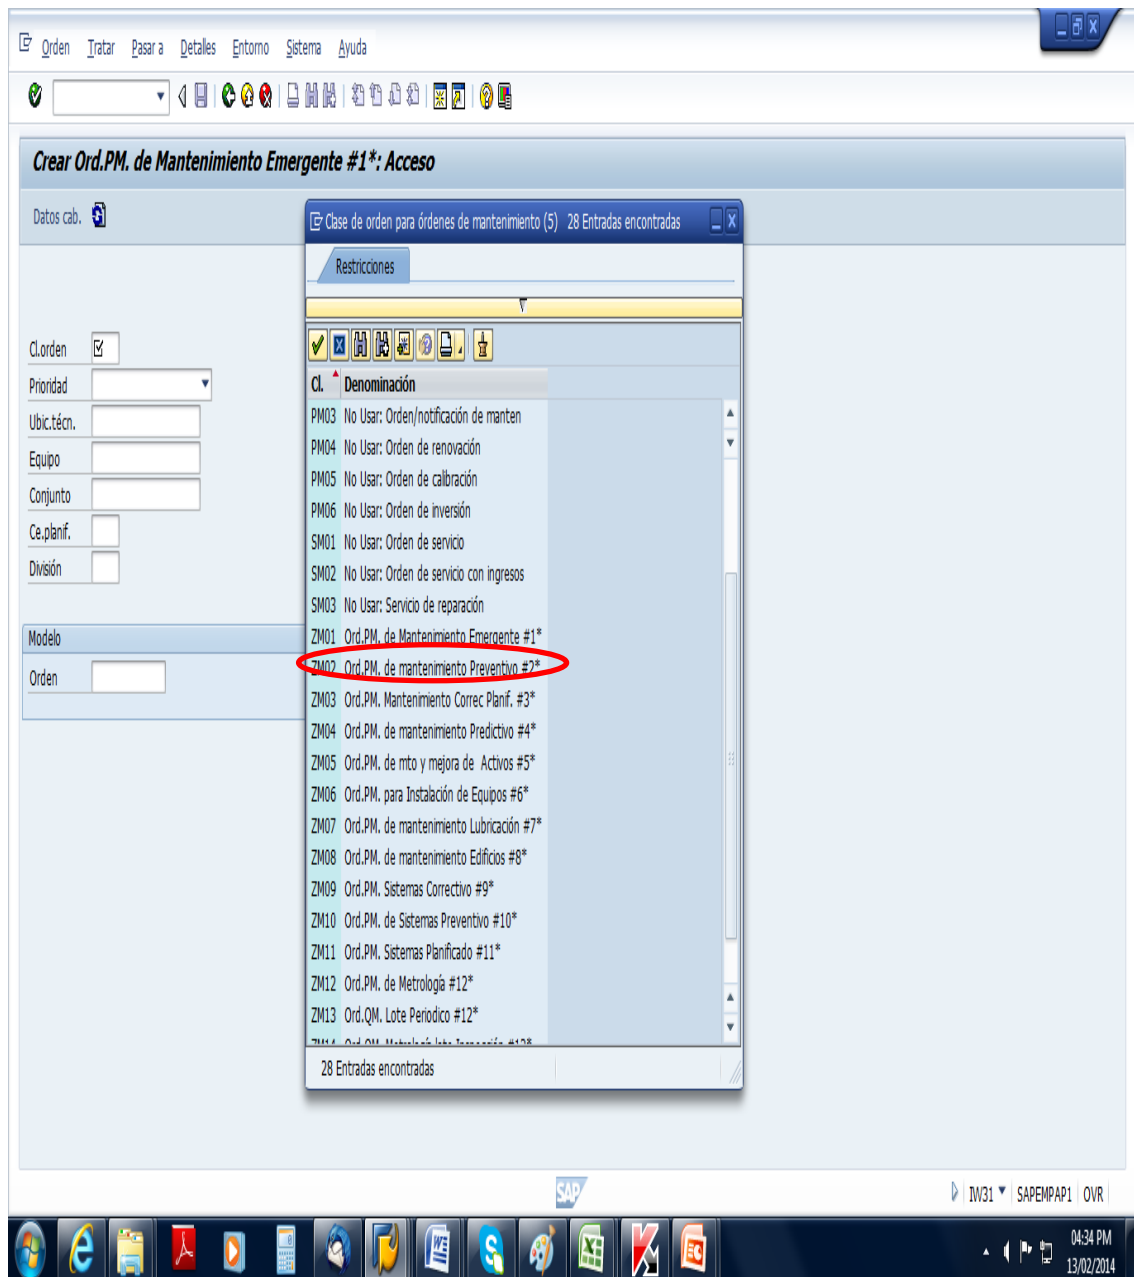 Orden Tratar Pasar a Detalles Entorno Sistema Ayuda
Crear Ord.PM. de Mantenimiento Emergente #1*: Acceso
Datos cab.
Clase de orden para órdenes de mantenimiento (5) 28 Entradas encontradas
Restricciones
Cl. Denominación
PM03 No Usar: Orden/notificación de manten
PM04 No Usar: Orden de renovación
PM05 No Usar: Orden de calibración
PM06 No Usar: Orden de inversión
SM01 No Usar: Orden de servicio
SM02 No Usar: Orden de servicio con ingresos
SM03 No Usar: Servicio de reparación
ZM01 Ord.PM. de Mantenimiento Emergente #1*
ZM02 Ord.PM. de mantenimiento Preventivo #2*
ZM03 Ord.PM. Mantenimiento Correc Planif. #3*
ZM04 Ord.PM. de mantenimiento Predictivo #4*
ZM05 Ord.PM. de mto y mejora de Activos #5*
ZM06 Ord.PM. para Instalación de Equipos #6*
ZM07 Ord.PM. de mantenimiento Lubricación #7*
ZM08 Ord.PM. de mantenimiento Edificios #8*
ZM09 Ord.PM. Sistemas Correctivo #9*
ZM10 Ord.PM. de Sistemas Preventivo #10*
ZM11 Ord.PM. Sistemas Planificado #11*
ZM12 Ord.PM. de Metrología #12*
ZM13 Ord.QM. Lote Periodico #12*
ZM14 Ord.QM. Metrología lote Inspección #13*
28 Entradas encontradas
Cl.orden
Prioridad
Ubic.técn.
Equipo
Conjunto
Ce.planif.
División
Modelo
Orden
SAP
IW31 SAPEMPAP1 OVR
04:34 PM
13/02/2014